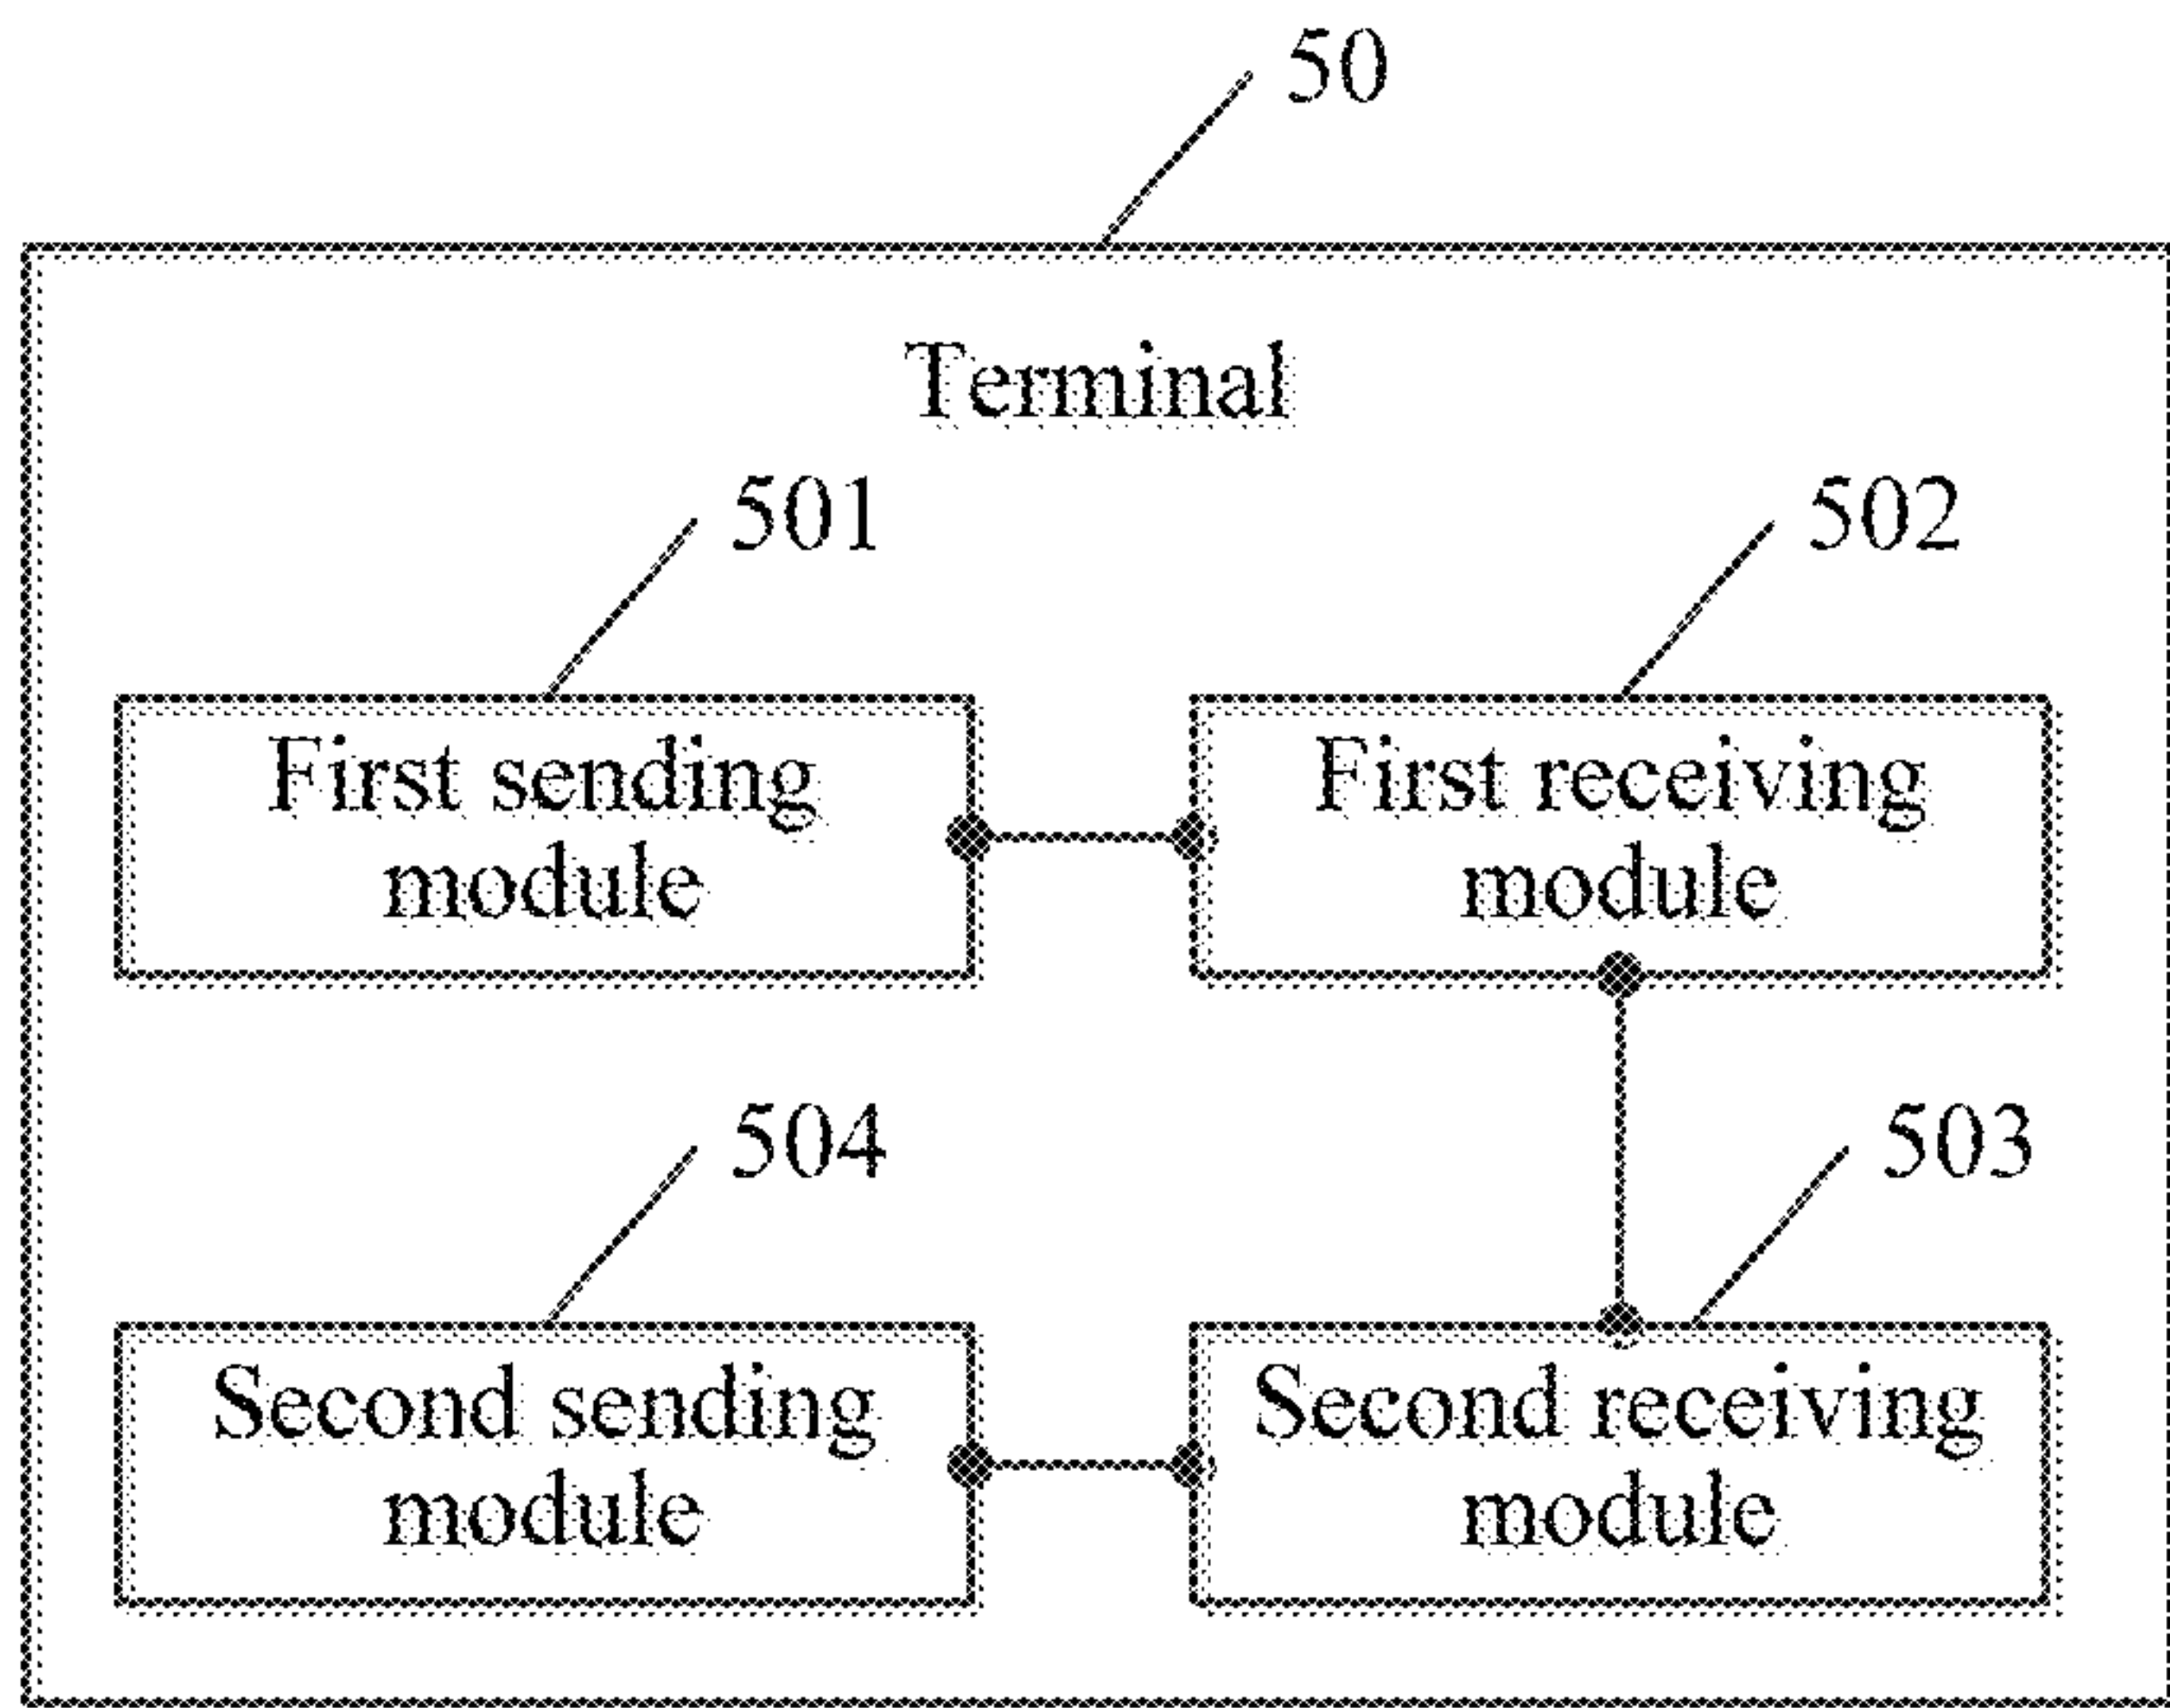 50
Terminal
501
502
First sending
module
First receiving
module
504
503
Second sending
module
Second receiving
module